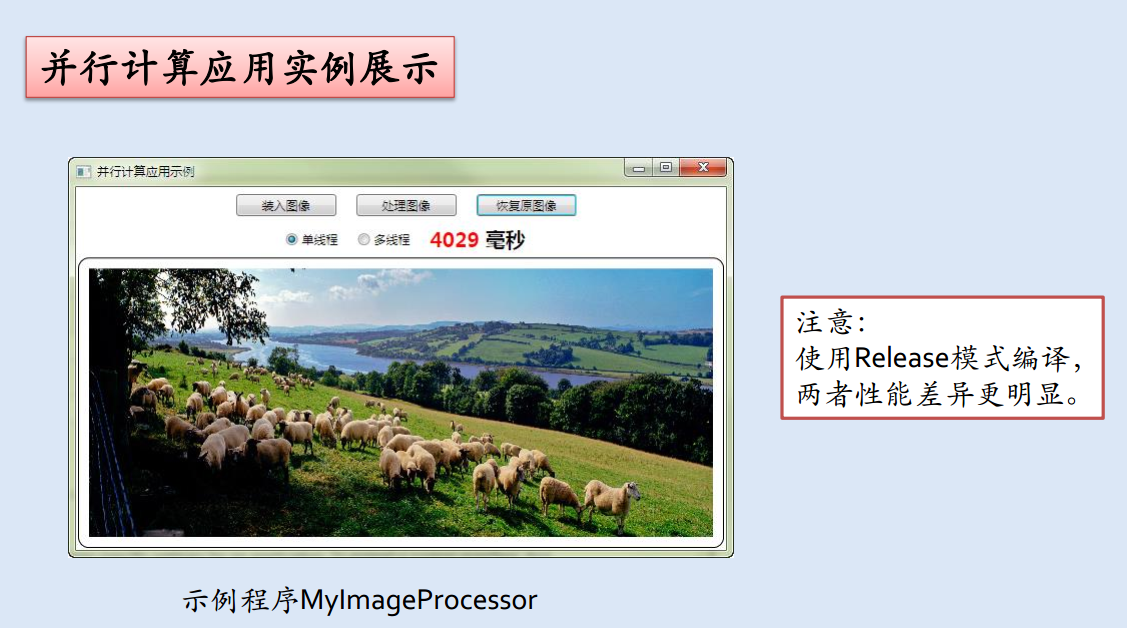 并行计算应用实例展示
并行计算应用示例
装入图像 处理图像 恢复原图像
单线程 多线程 4029 毫秒
注意：
使用Release模式编译，
两者性能差异更明显。
示例程序MyImageProcessor